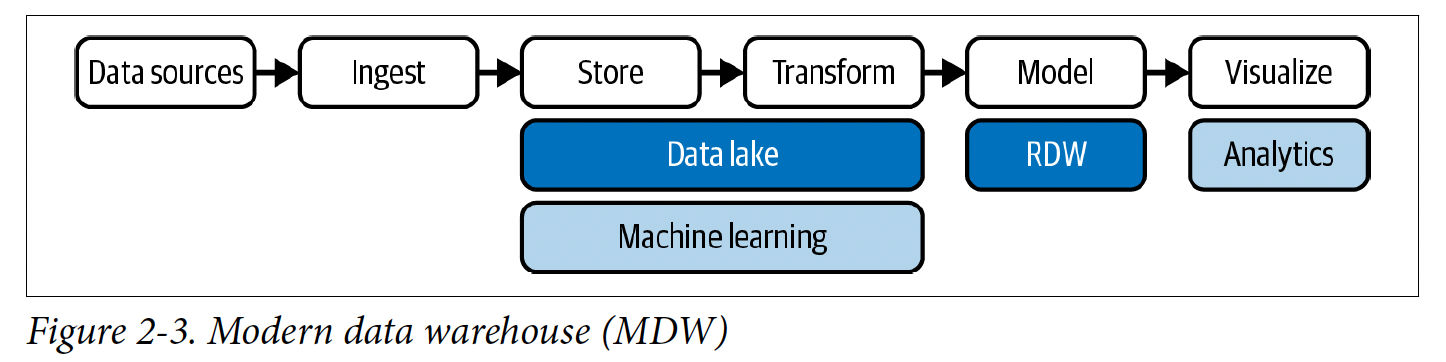 Data sources
Ingest
Store
Transform
Model
Visualize
Data lake
RDW
Analytics
Machine learning
Figure 2-3. Modern data warehouse (MDW)